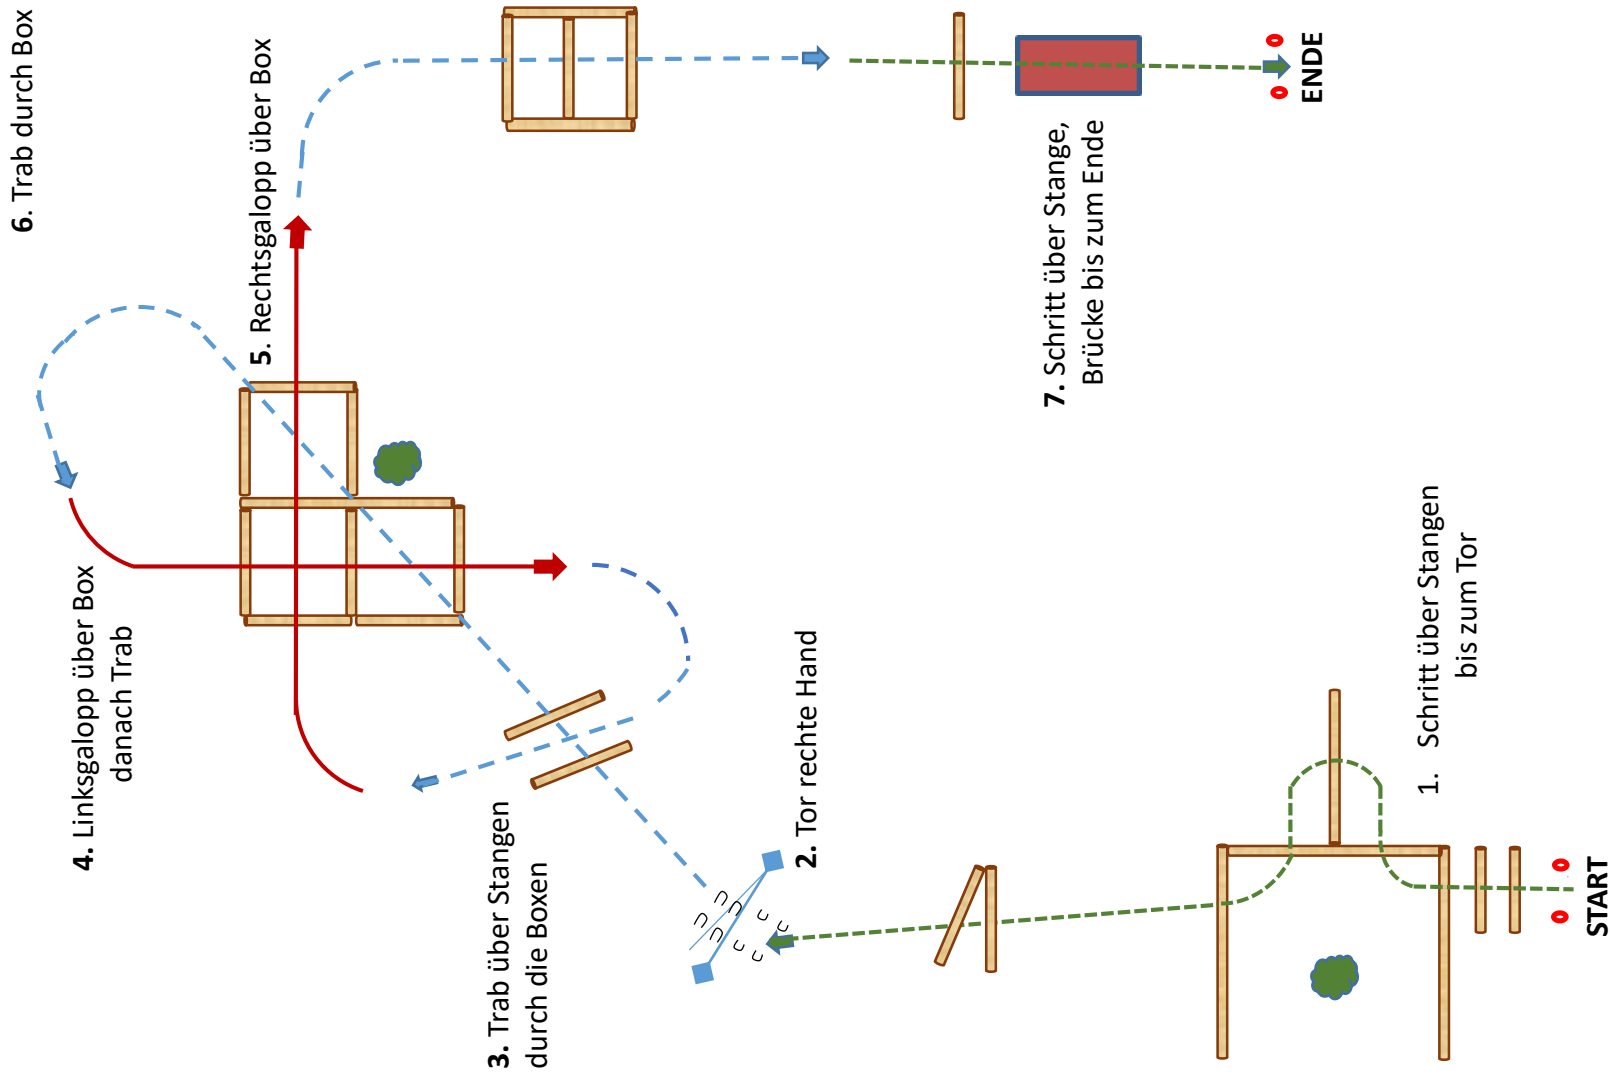 1. Schritt über Stangen
bis zum Tor
2. Tor rechte Hand
3. Trab über Stangen
durch die Boxen
4. Linksgalopp über Box
danach Trab
5. Rechtsgalopp über Box
6. Trab durch Box
7. Schritt über Stange,
Brücke bis zum Ende
START
ENDE